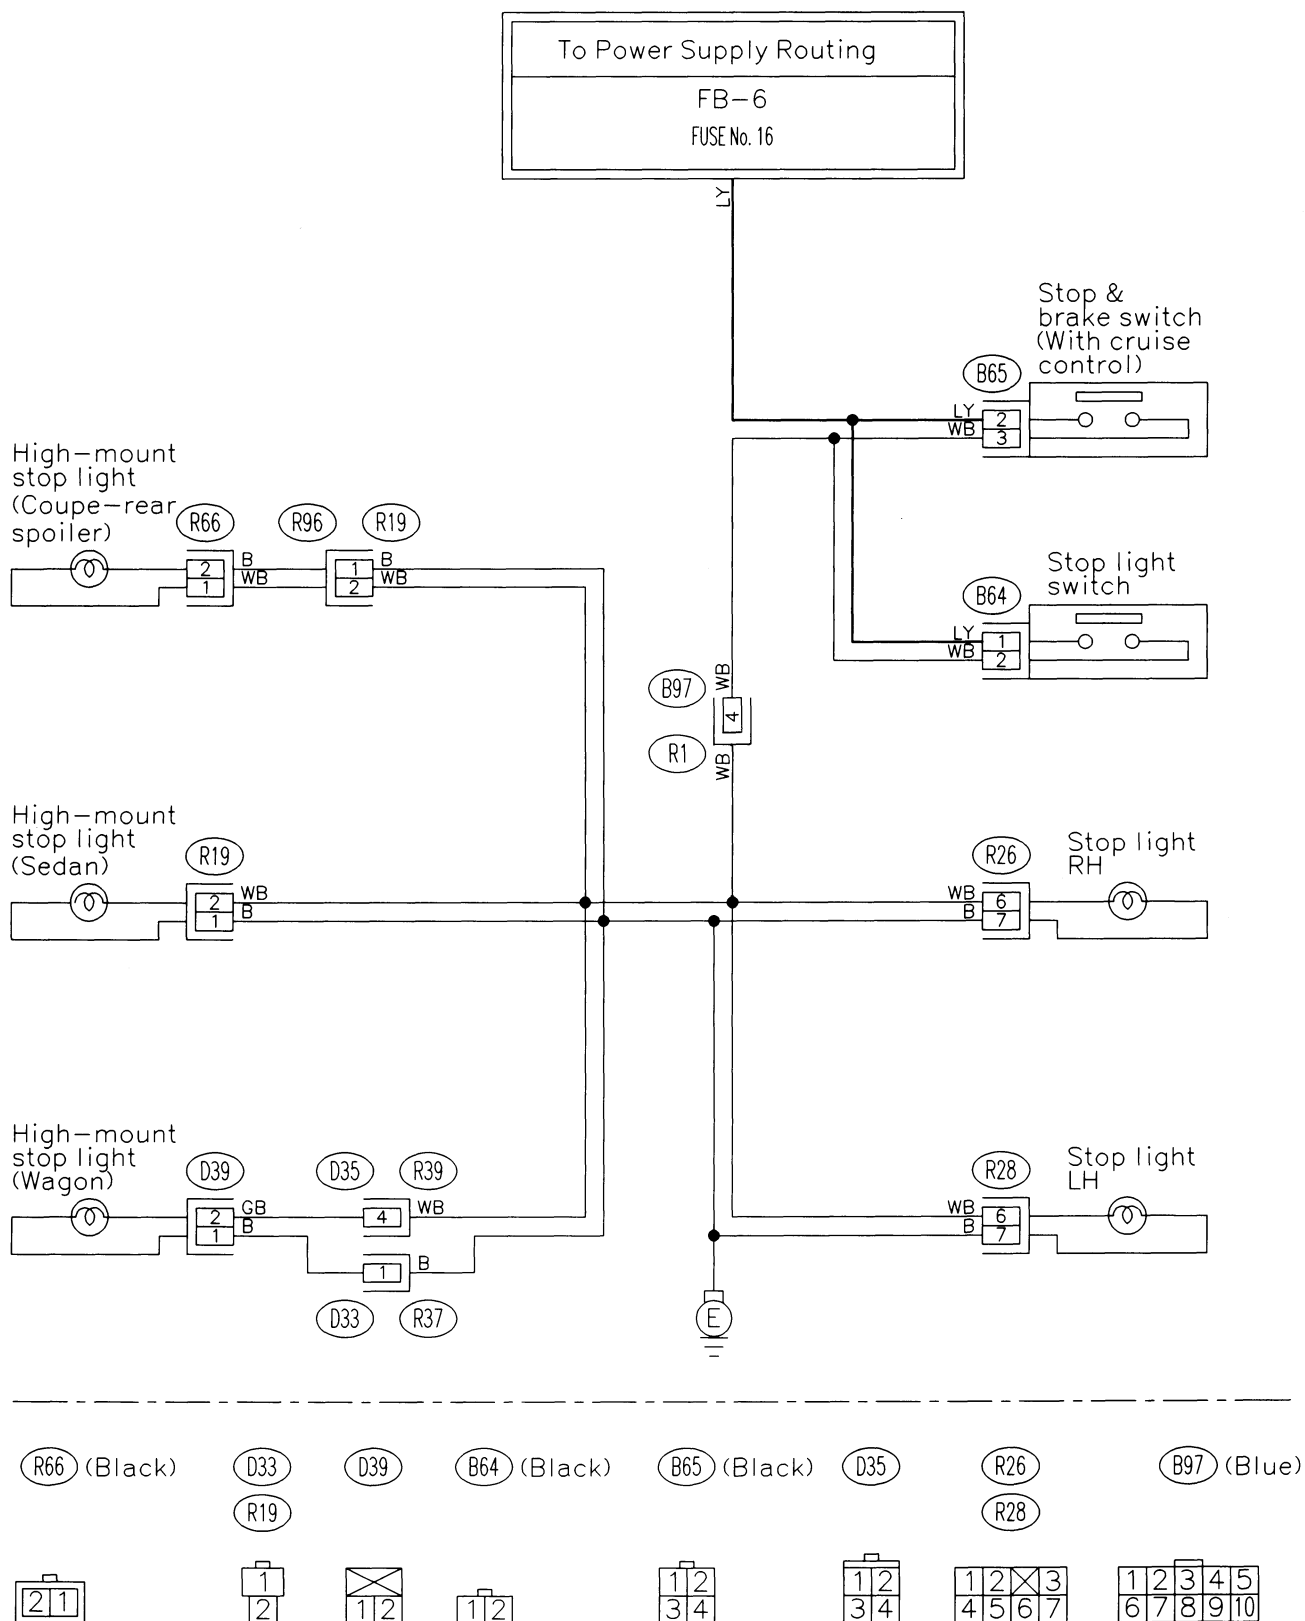 To Power Supply Routing
FB-6
FUSE No. 16
LY
Stop &
brake switch
(With cruise
control)
B65
LY
2
WB
3
High-mount
stop light
(Coupe-rear
spoiler)
R66
R96
R19
2
B
1
B
1
WB
2
WB
Stop light
switch
B64
LY
1
WB
2
WB
B97
4
R1
WB
High-mount
stop light
(Sedan)
R19
2
WB
1
B
Stop light
RH
R26
WB
6
B
7
High-mount
stop light
(Wagon)
D39
D35
R39
2
GB
4
WB
1
B
1
B
D33
R37
Stop light
LH
R28
WB
6
B
7
E
R66 (Black)
D33
D39
B64 (Black)
B65 (Black)
D35
R26
B97 (Blue)
R19
R28
2 1
1
2
1 2
1 2
1 2
3 4
1 2
3 4
1 2 3
4 5 6 7
1 2 3 4 5
6 7 8 9 10